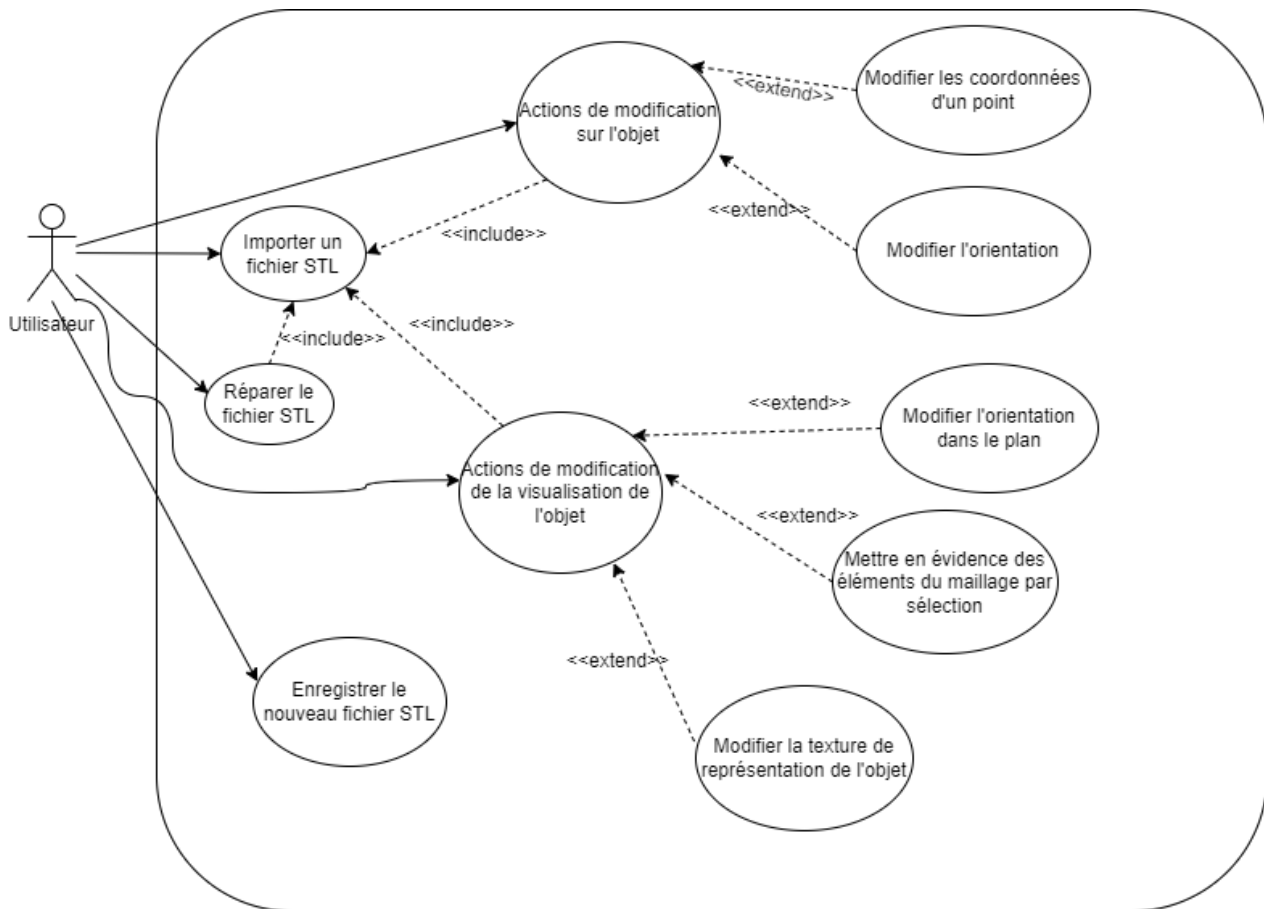 Modifier les coordonnées
d'un point
<<extend>>
Actions de modification
sur l'objet
<<extend>>
Modifier l'orientation
<<include>>
Importer un
fichier STL
Utilisateur
<<include>>
<<include>>
Réparer le
fichier STL
<<extend>>
Modifier l'orientation
dans le plan
Actions de modification
de la visualisation de
l'objet
<<extend>>
Mettre en évidence des
éléments du maillage par
sélection
<<extend>>
Enregistrer le
nouveau fichier STL
Modifier la texture de
représentation de l'objet